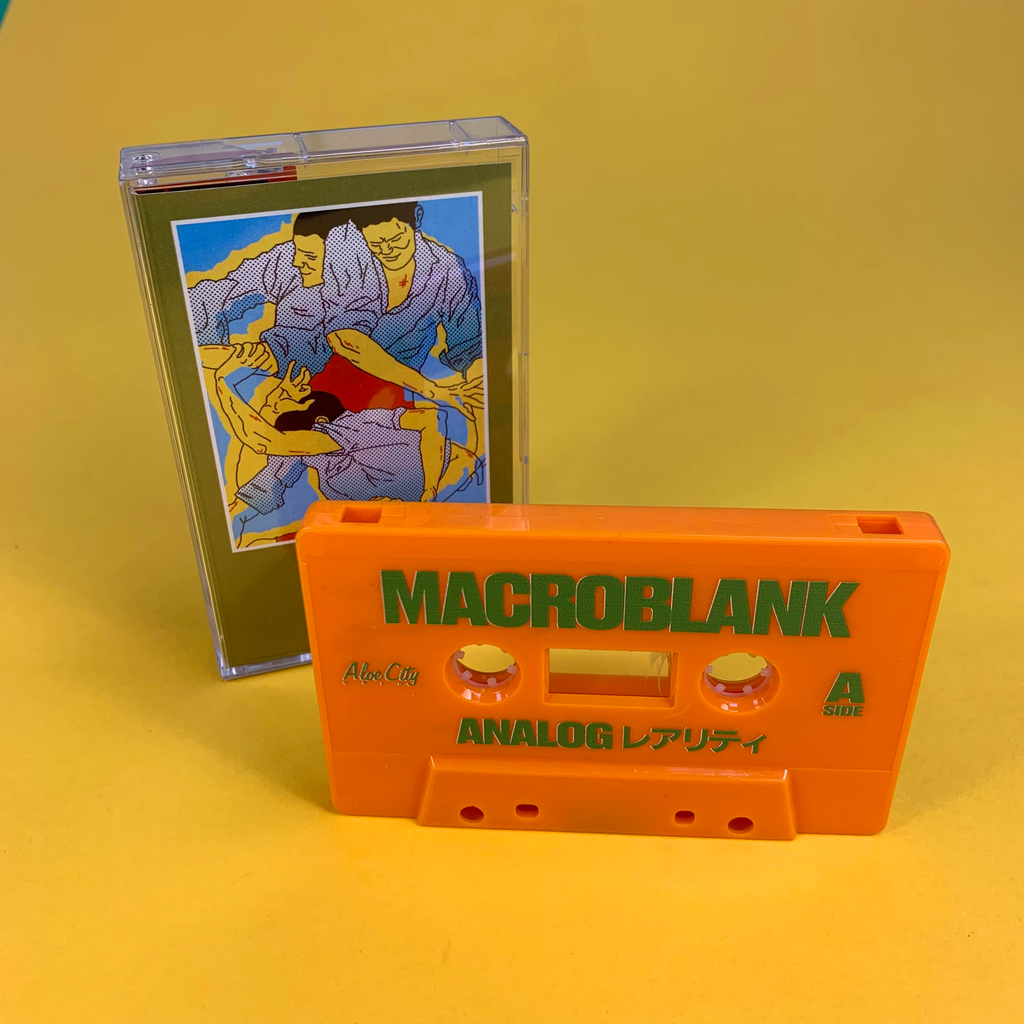 MACROBLANK
Aloe City
A
SIDE
ANALOG レアリティ